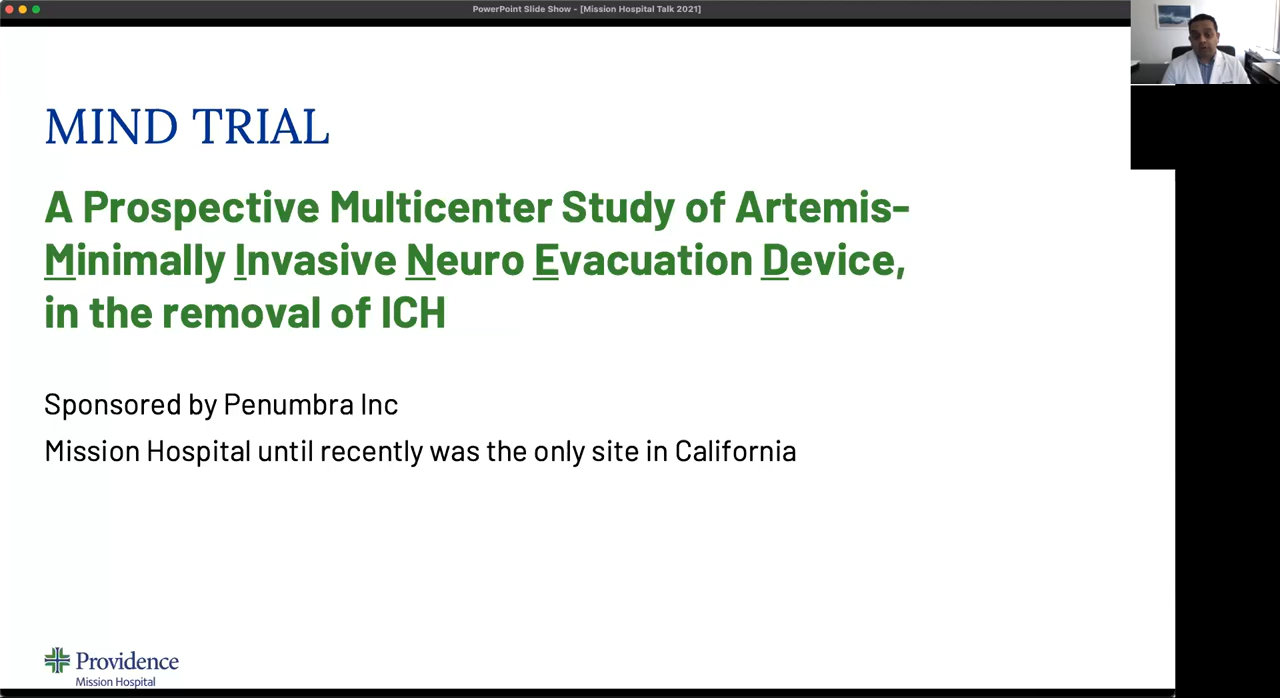 PowerPoint Slide Show - [Mission Hospital Talk 2021]
MIND TRIAL
A Prospective Multicenter Study of Artemis-
Minimally Invasive Neuro Evacuation Device,
in the removal of ICH
Sponsored by Penumbra Inc
Mission Hospital until recently was the only site in California
Providence
Mission Hospital